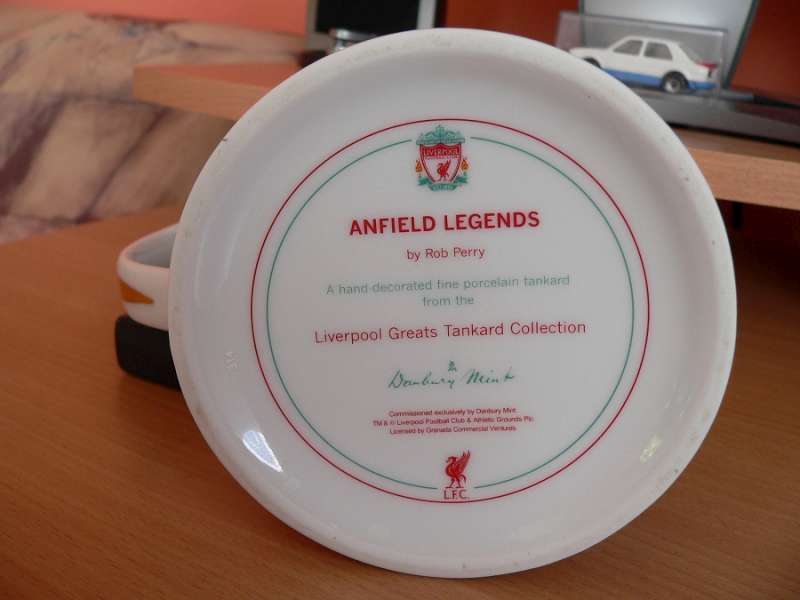 LIVERPOOL
ANFIELD LEGENDS
by Rob Perry
A hand-decorated fine porcelain tankard
from the
Liverpool Greats Tankard Collection
Danbury Mint
Commissioned exclusively by Danbury Mint.
TM & © Liverpool Football Club & Athletic Grounds Plc.
Licensed by Granada Commercial Ventures.
L.F.C.